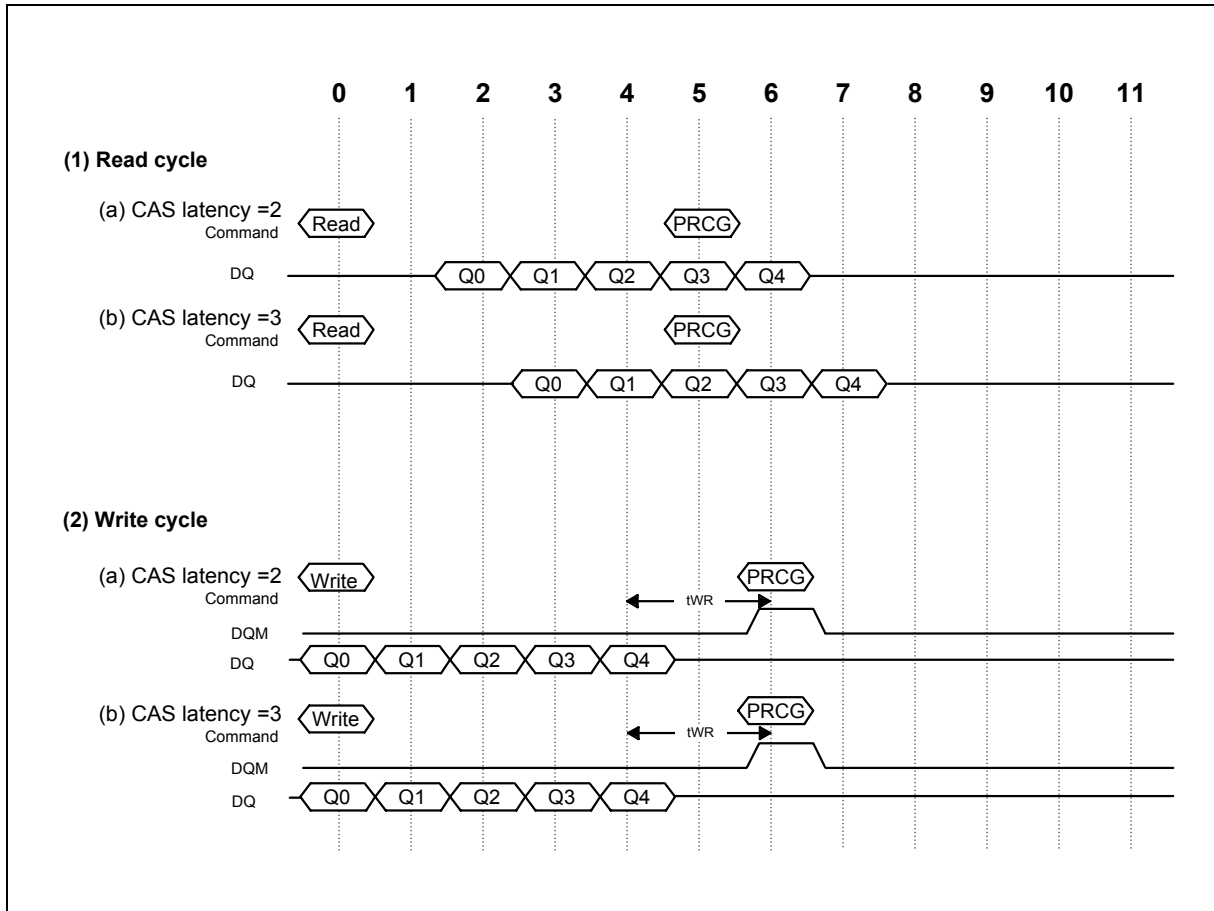 0 1 2 3 4 5 6 7 8 9 10 11
(1) Read cycle
(a) CAS latency =2
Command
Read PRCG
DQ
Q0 Q1 Q2 Q3 Q4
(b) CAS latency =3
Command
Read PRCG
DQ
Q0 Q1 Q2 Q3 Q4
(2) Write cycle
(a) CAS latency =2
Command
Write PRCG
tWR
DQM
DQ
Q0 Q1 Q2 Q3 Q4
(b) CAS latency =3
Command
Write PRCG
tWR
DQM
DQ
Q0 Q1 Q2 Q3 Q4